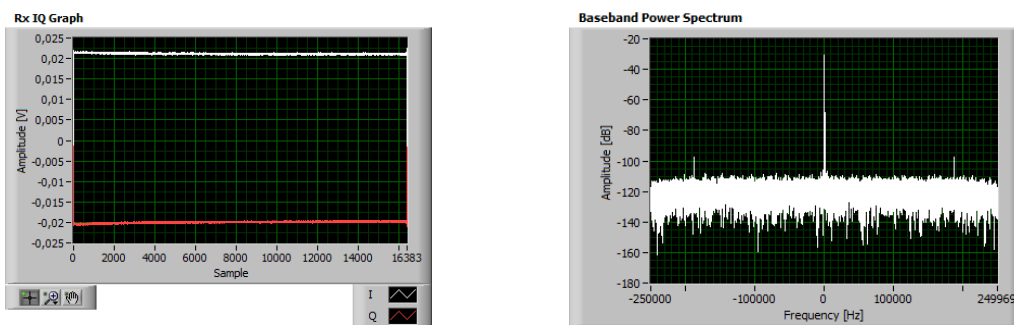 Rx IQ Graph
0,025
0,02
0,015
0,01
0,005
0
-0,005
-0,01
-0,015
-0,02
-0,025
Amplitude [V]
0 2000 4000 6000 8000 10000 12000 14000 16383
Sample
I
Q
Baseband Power Spectrum
-20
-40
-60
-80
-100
-120
-140
-160
-180
Amplitude [dB]
-250000 -100000 0 100000 249969
Frequency [Hz]